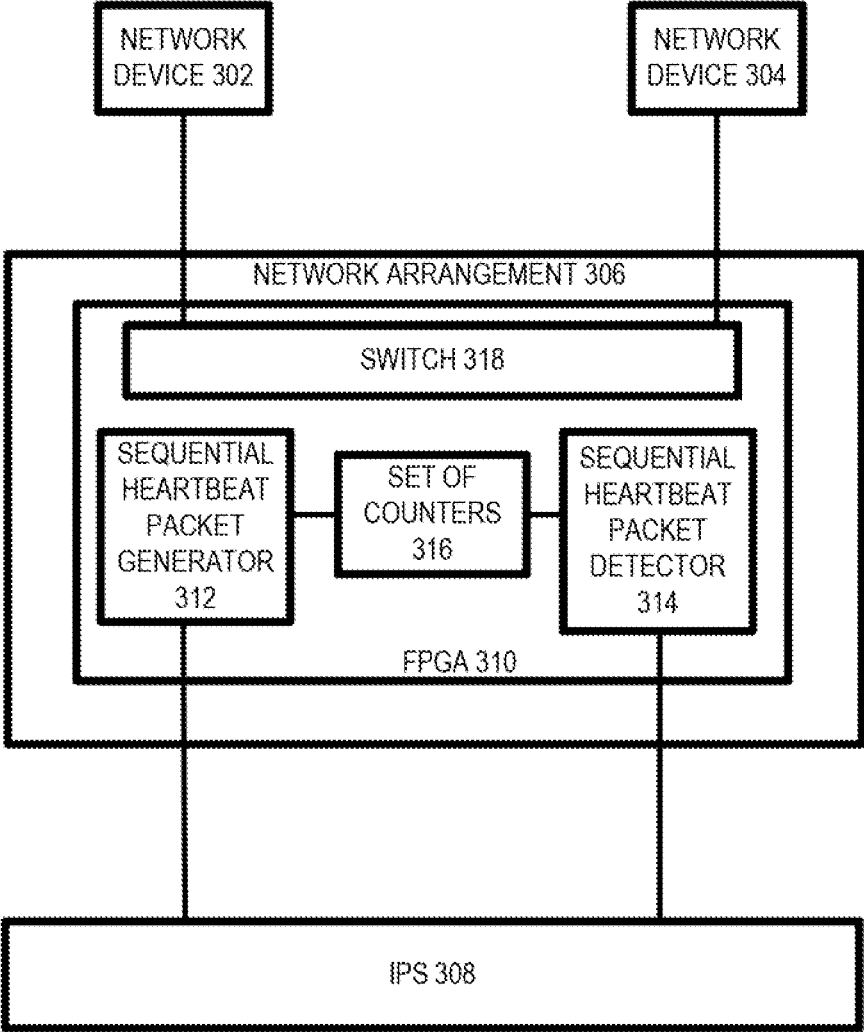 NETWORK
DEVICE 302
NETWORK
DEVICE 304
NETWORK ARRANGEMENT 306
SWITCH 318
SEQUENTIAL
HEARTBEAT
PACKET
GENERATOR
312
SET OF
COUNTERS
316
SEQUENTIAL
HEARTBEAT
PACKET
DETECTOR
314
FPGA 310
IPS 308